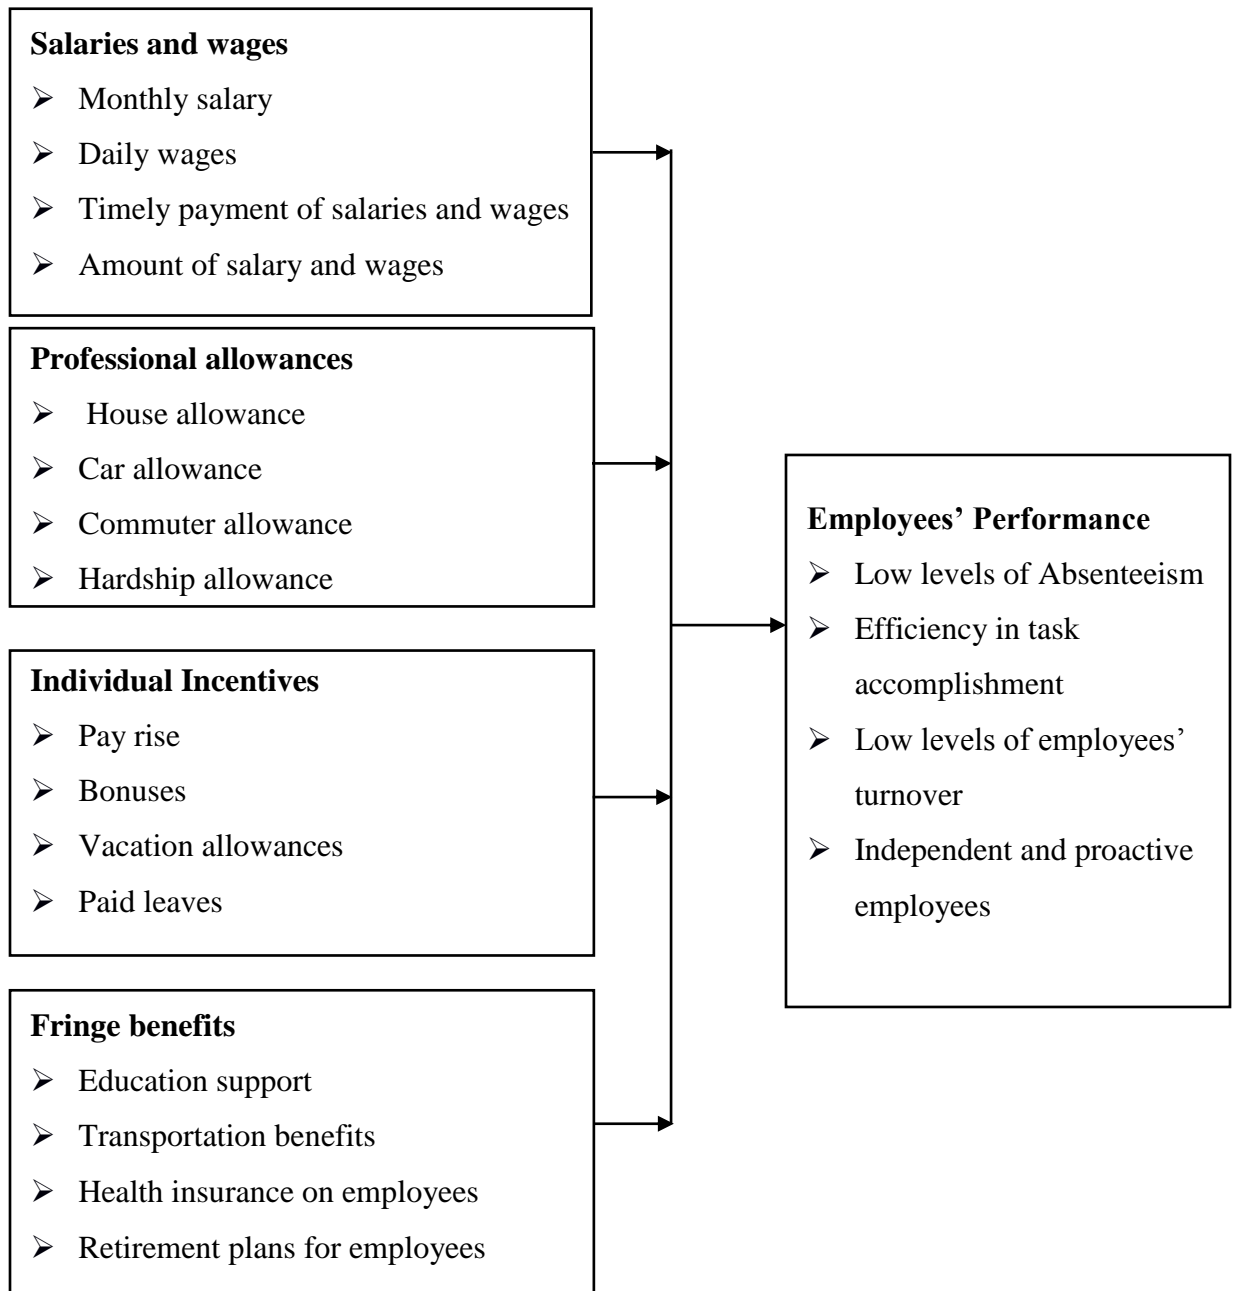 Salaries and wages
➢ Monthly salary
➢ Daily wages
➢ Timely payment of salaries and wages
➢ Amount of salary and wages
Professional allowances
➢ House allowance
➢ Car allowance
➢ Commuter allowance
➢ Hardship allowance
Individual Incentives
➢ Pay rise
➢ Bonuses
➢ Vacation allowances
➢ Paid leaves
Fringe benefits
➢ Education support
➢ Transportation benefits
➢ Health insurance on employees
➢ Retirement plans for employees
Employees’ Performance
➢ Low levels of Absenteeism
➢ Efficiency in task
accomplishment
➢ Low levels of employees’
turnover
➢ Independent and proactive
employees